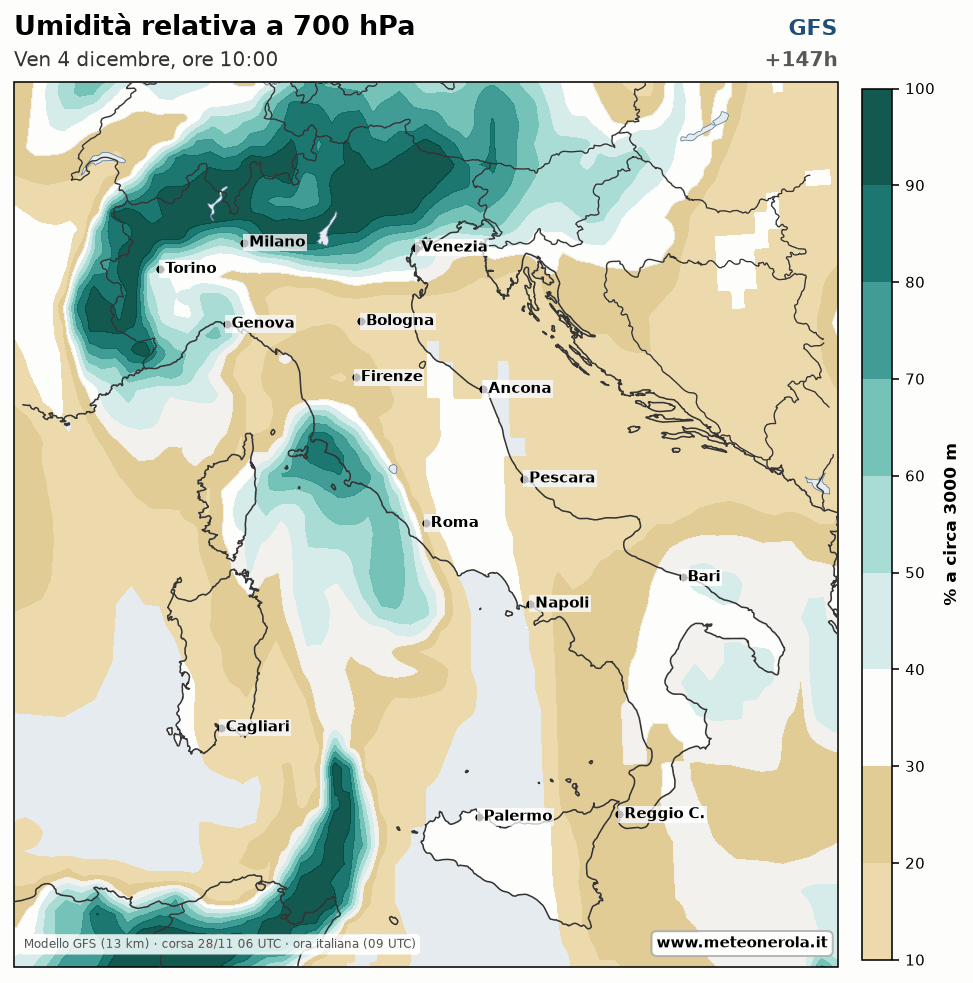 Umidità relativa a 700 hPa
GFS
Ven 4 dicembre, ore 10:00
+147h
100
90
80
70
60
50
40
30
20
10
% a circa 3000 m
Milano
Venezia
Torino
Genova
Bologna
Firenze
Ancona
Pescara
Roma
Bari
Napoli
Cagliari
Palermo
Reggio C.
Modello GFS (13 km) · corsa 28/11 06 UTC · ora italiana (09 UTC)
www.meteonerola.it